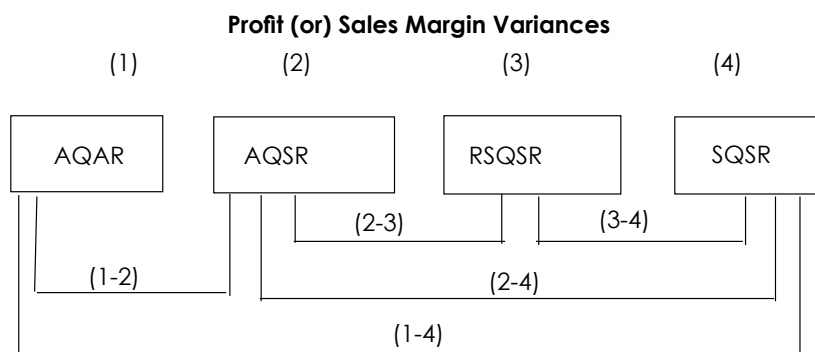 Profit (or) Sales Margin Variances
(1) (2) (3) (4)
AQAR AQSR RSQSR SQSR
(2-3) (3-4)
(1-2) (2-4)
(1-4)